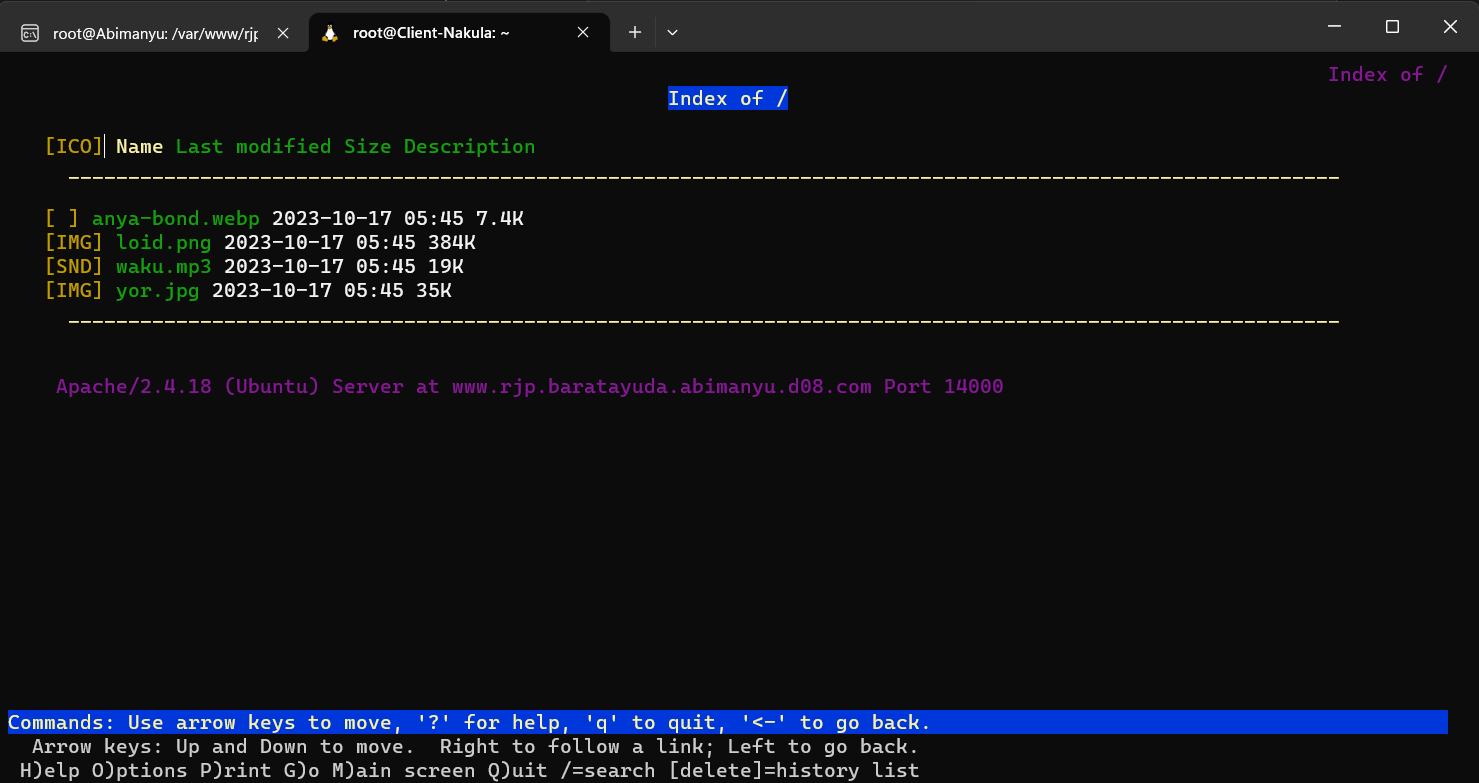 root@Abimanyu: /var/www/rjp
root@Client-Nakula: ~
Index of /
Index of /
[ICO] Name Last modified Size Description
[ ] anya-bond.webp 2023-10-17 05:45 7.4K
[IMG] loid.png 2023-10-17 05:45 384K
[SND] waku.mp3 2023-10-17 05:45 19K
[IMG] yor.jpg 2023-10-17 05:45 35K
Apache/2.4.18 (Ubuntu) Server at www.rjp.baratayuda.abimanyu.d08.com Port 14000
Commands: Use arrow keys to move, '?' for help, 'q' to quit, '<-' to go back.
Arrow keys: Up and Down to move.  Right to follow a link; Left to go back.
H)elp O)ptions P)rint G)o M)ain screen Q)uit /=search [delete]=history list